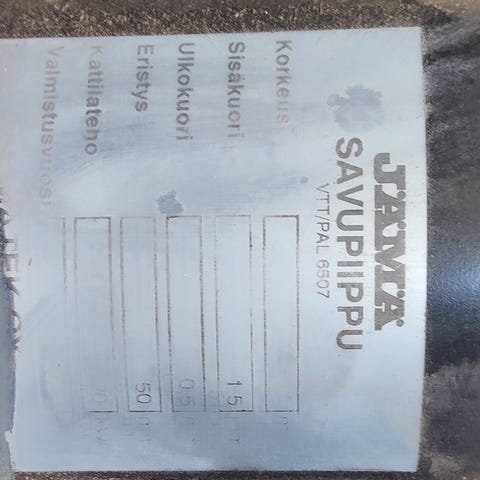 JÄMÄ
SAVUPIIPPU
VTT/PAL 6507
Korkeus
Sisäkuori 1 5
Ulkokuori 0.5
Eristys 50
Kattilateho
Valmistusvuosi